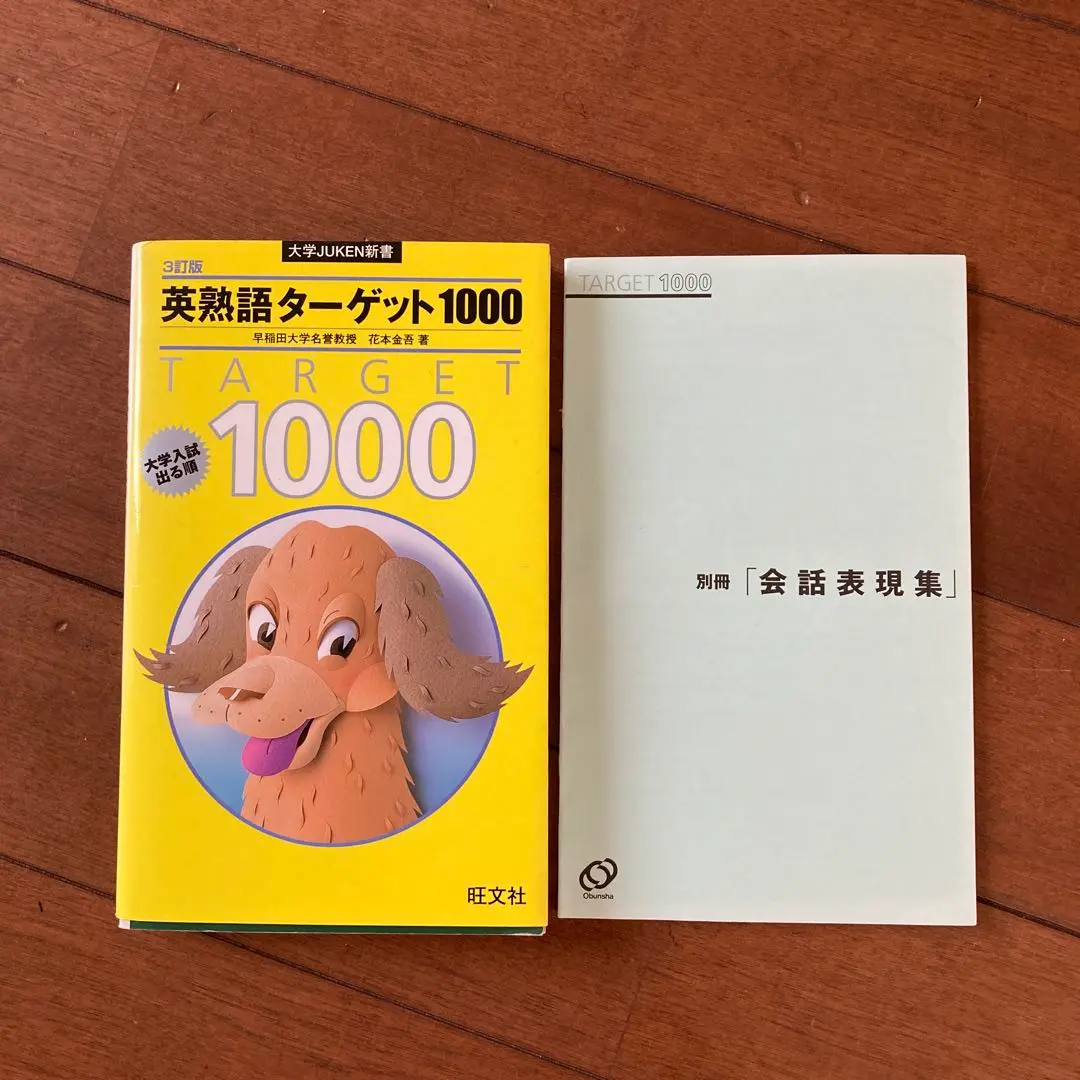 大学JUKEN新書
3訂版
英熟語ターゲット1000
早稲田大学名誉教授 花本金吾 著
TARGET
1000
大学入試
出る順
旺文社
TARGET 1000
別冊「会話表現集」
Obunsha